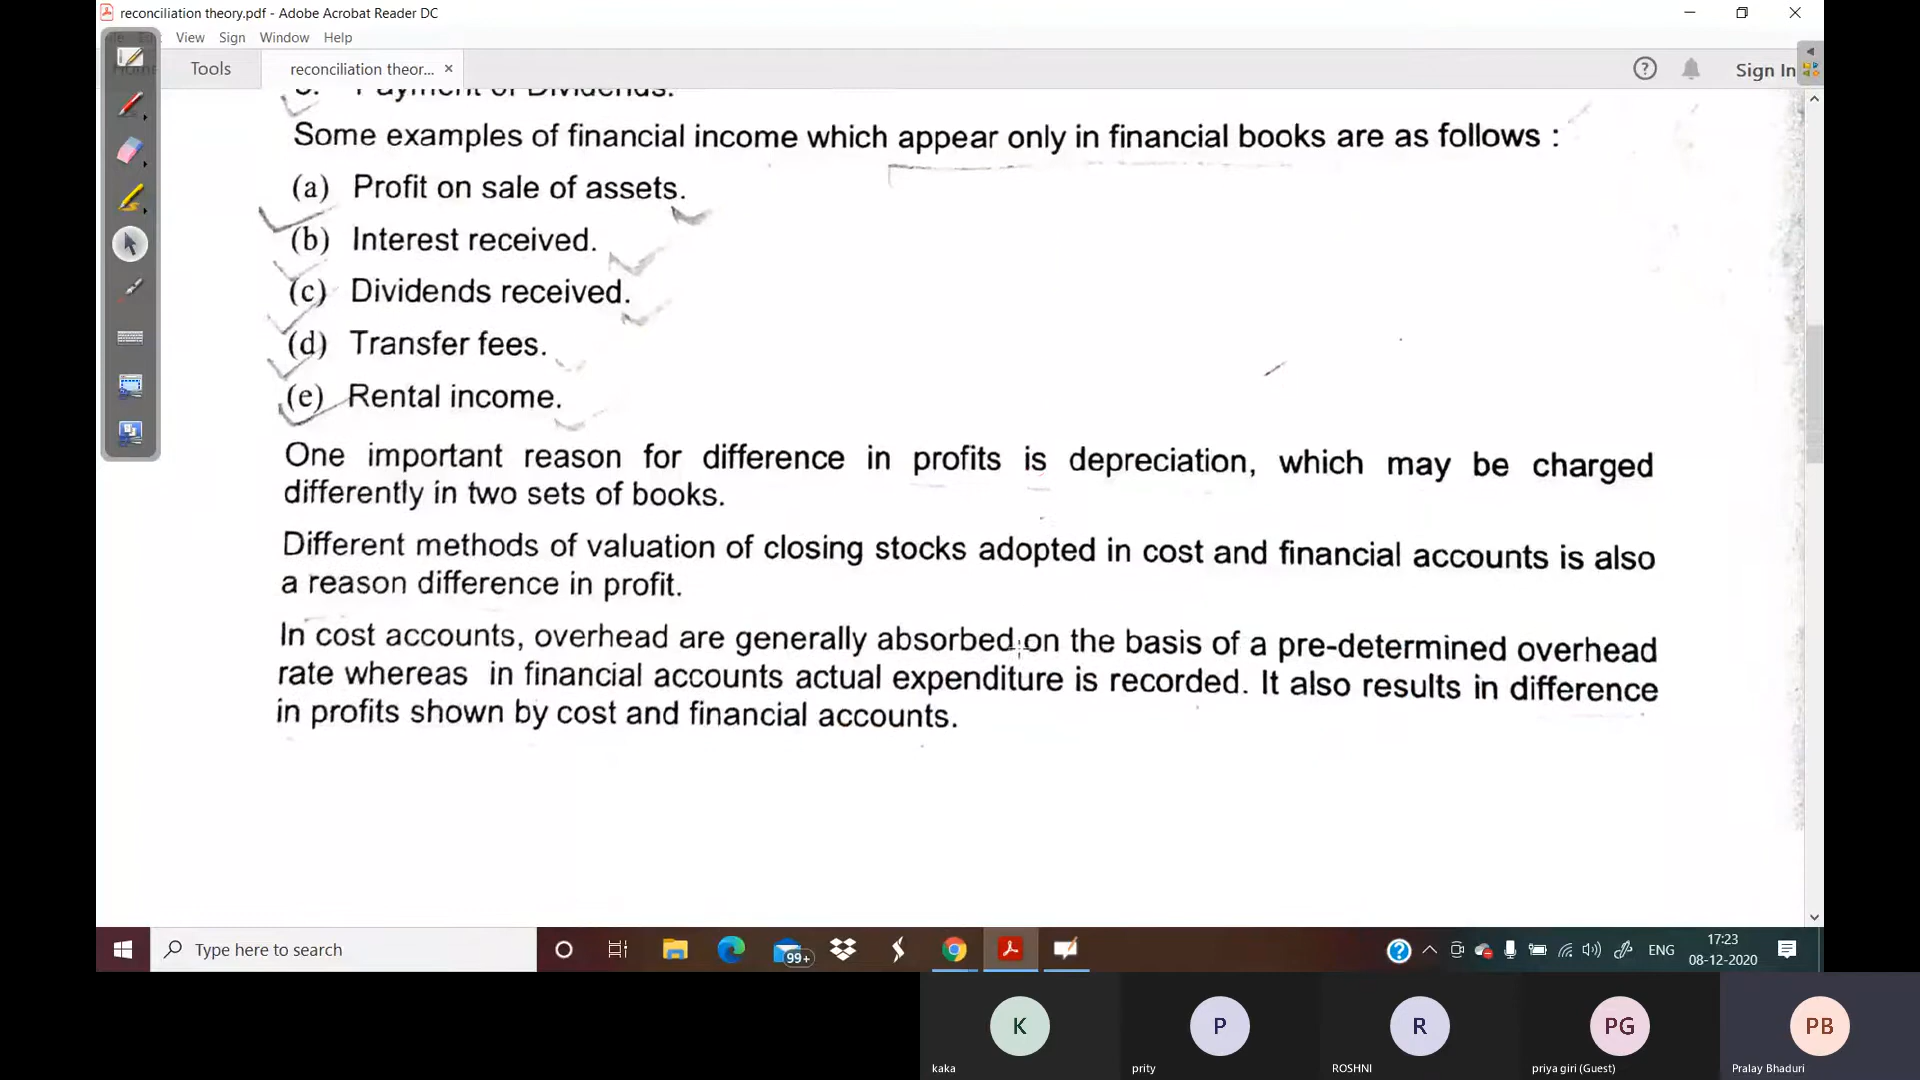 reconciliation theory.pdf - Adobe Acrobat Reader DC
View Sign Window Help
Tools reconciliation theor... × Sign In
Payment of Dividends.
Some examples of financial income which appear only in financial books are as follows :
(a) Profit on sale of assets.
(b) Interest received.
(c) Dividends received.
(d) Transfer fees.
(e) Rental income.
One important reason for difference in profits is depreciation, which may be charged
differently in two sets of books.
Different methods of valuation of closing stocks adopted in cost and financial accounts is also
a reason difference in profit.
In cost accounts, overhead are generally absorbed on the basis of a pre-determined overhead
rate whereas in financial accounts actual expenditure is recorded. It also results in difference
in profits shown by cost and financial accounts.
Type here to search
99+
ENG
17:23
08-12-2020
K P R PG PB
kaka prity ROSHNI priya giri (Guest) Pralay Bhaduri